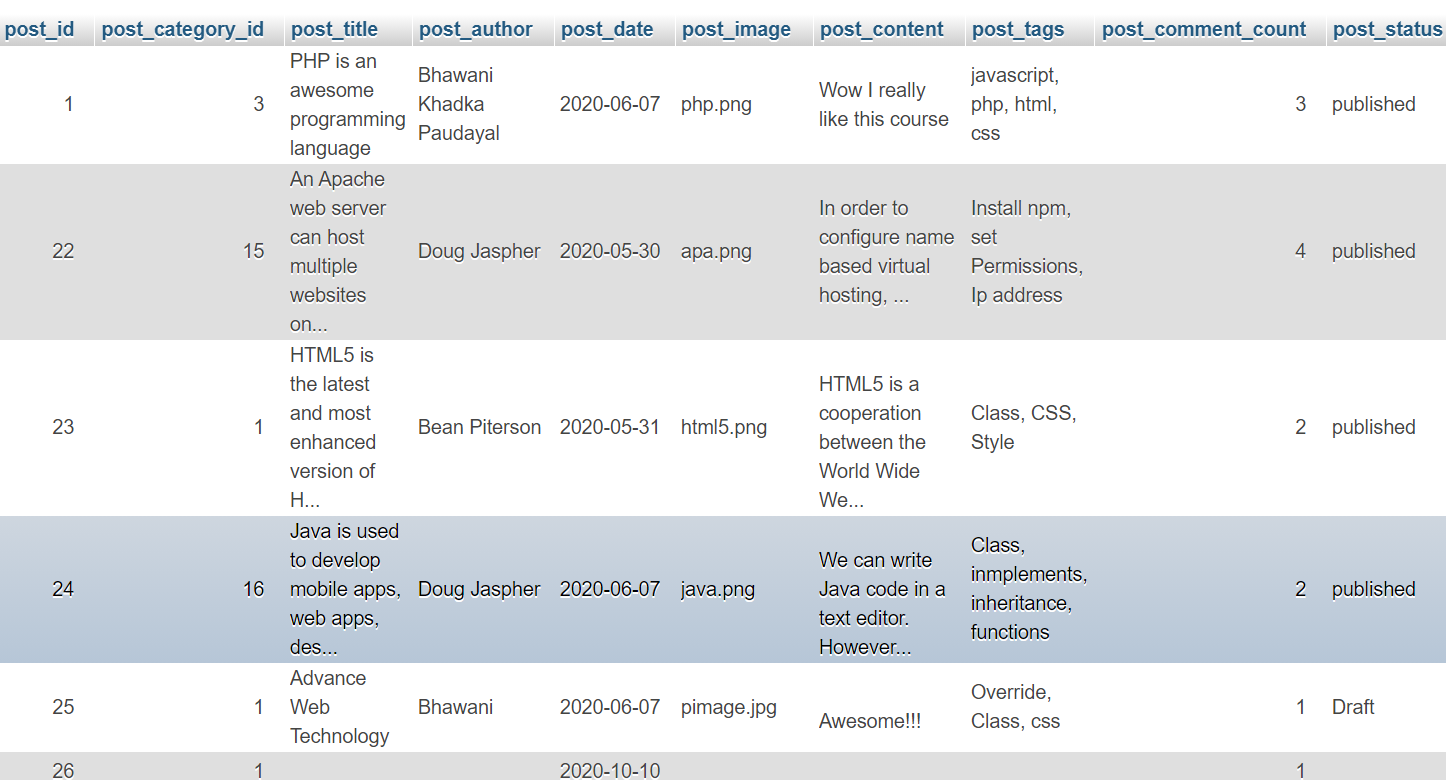 post_id post_category_id post_title post_author post_date post_image post_content post_tags post_comment_count post_status
1 3 PHP is an awesome programming language Bhawani Khadka Paudayal 2020-06-07 php.png Wow I really like this course javascript, php, html, css 3 published
22 15 An Apache web server can host multiple websites on... Doug Jaspher 2020-05-30 apa.png In order to configure name based virtual hosting, ... Install npm, set Permissions, Ip address 4 published
23 1 HTML5 is the latest and most enhanced version of H... Bean Piterson 2020-05-31 html5.png HTML5 is a cooperation between the World Wide We... Class, CSS, Style 2 published
24 16 Java is used to develop mobile apps, web apps, des... Doug Jaspher 2020-06-07 java.png We can write Java code in a text editor. However... Class, inmplements, inheritance, functions 2 published
25 1 Advance Web Technology Bhawani 2020-06-07 pimage.jpg Awesome!!! Override, Class, css 1 Draft
26 1 2020-10-10 1